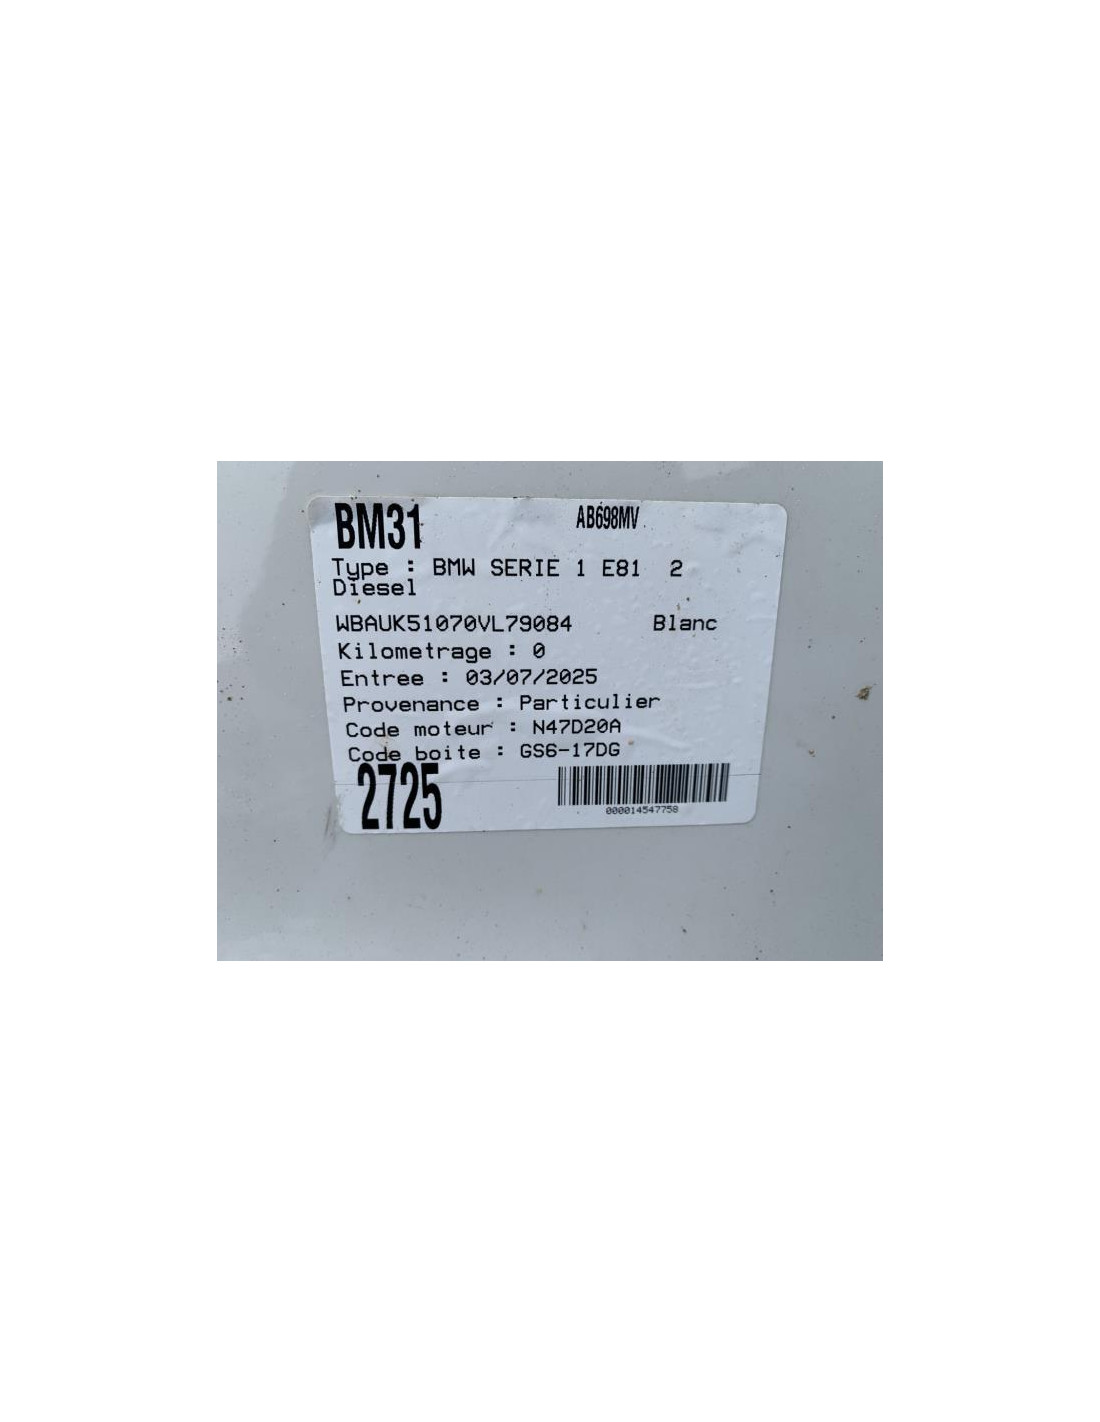 BM31 AB698MV
Type : BMW SERIE 1 E81 2
Diesel
WBAUK51070VL79084 Blanc
Kilometrage : 0
Entree : 03/07/2025
Provenance : Particulier
Code moteur : N47D20A
Code boite : GS6-17DG
2725
000014547758